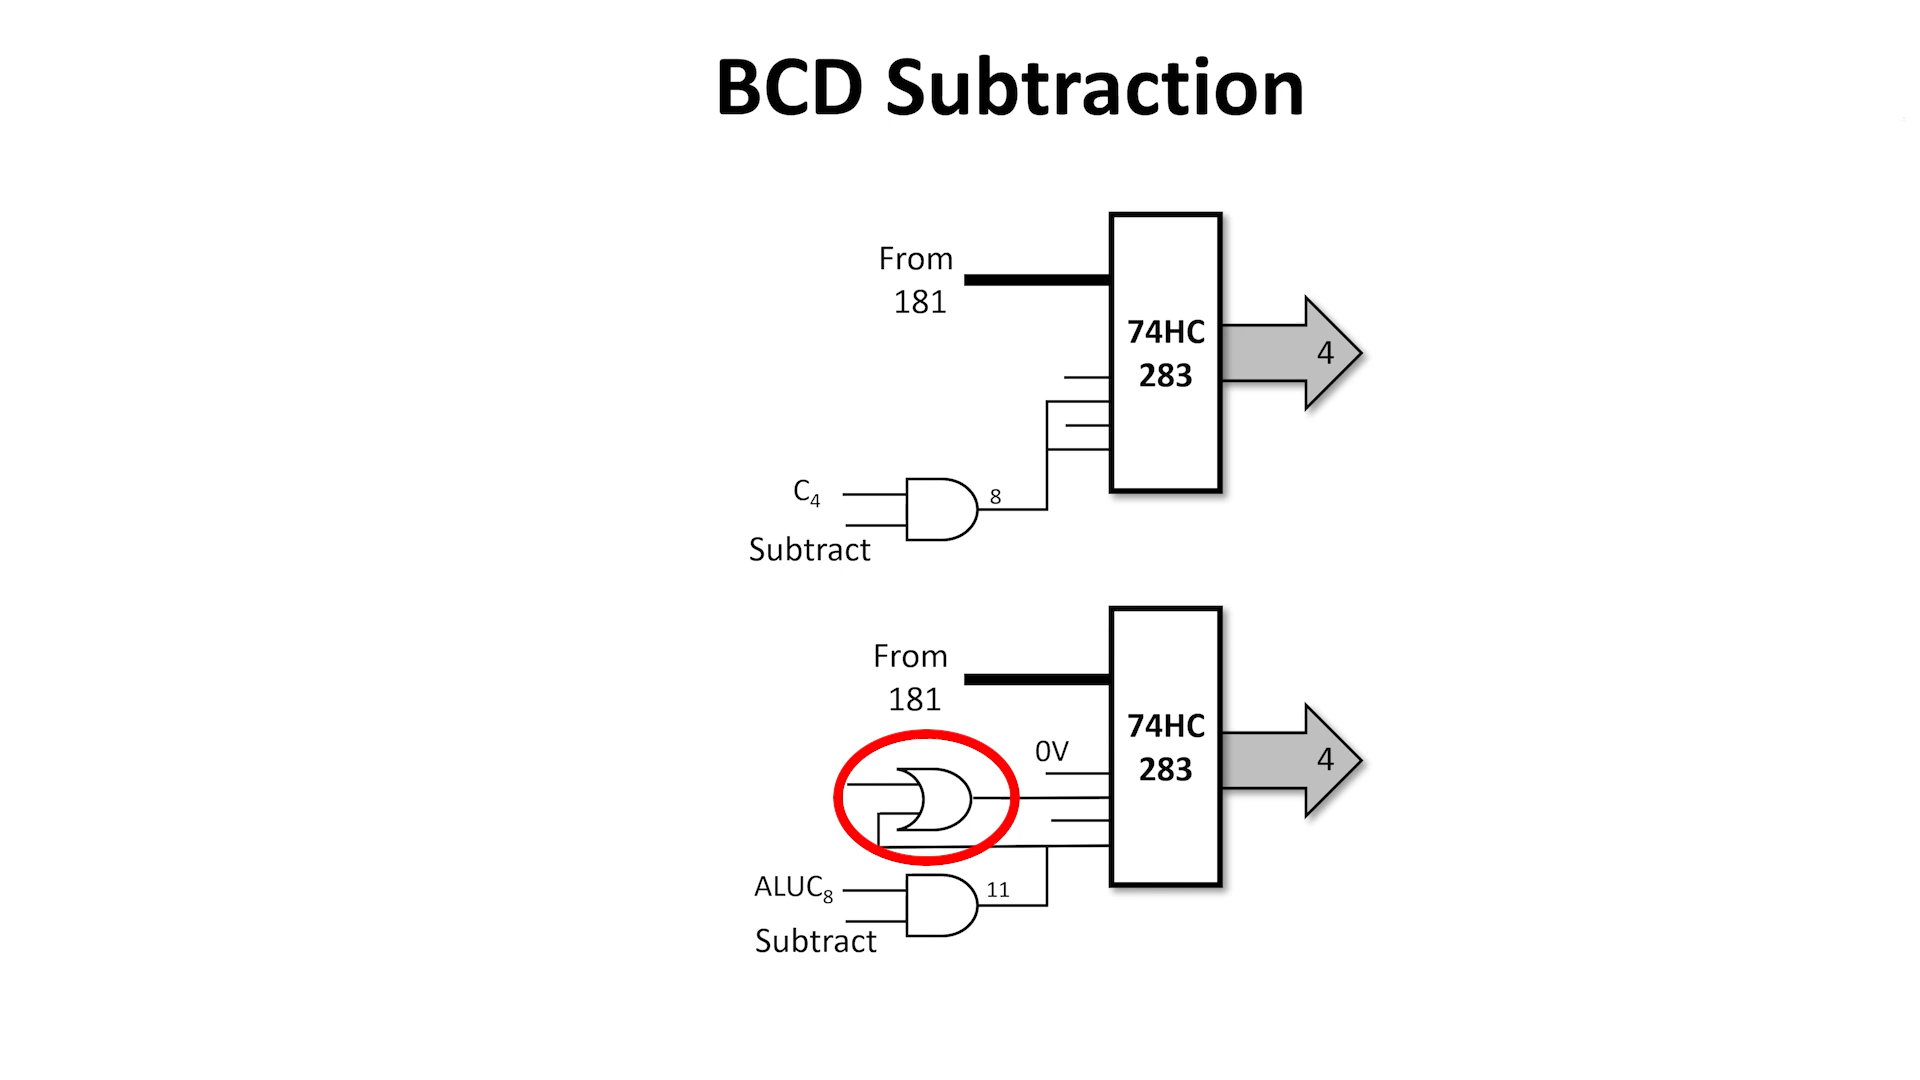 BCD Subtraction
From
181
74HC
283
4
C₄
8
Subtract
From
181
0V
74HC
283
4
ALUC₈
11
Subtract